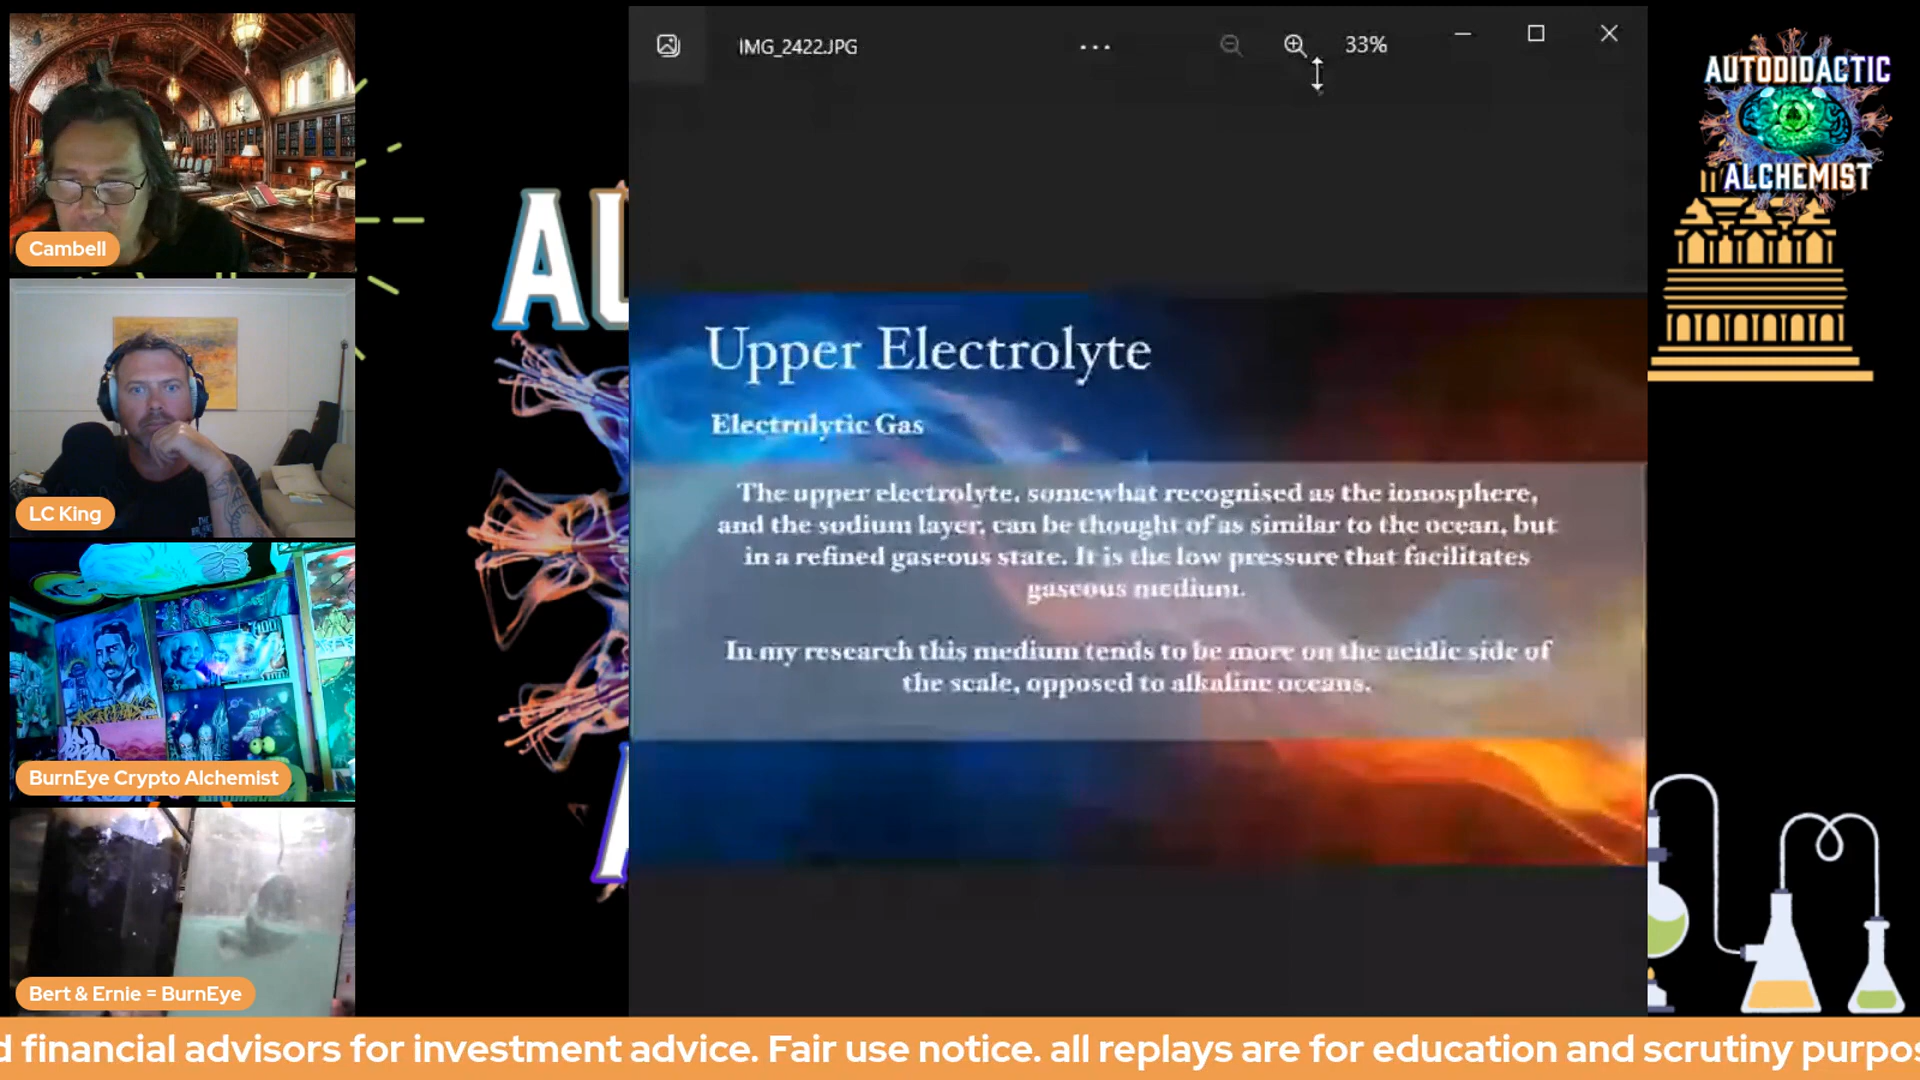 Cambell
LC King
BurnEye Crypto Alchemist
Bert & Ernie = BurnEye
AU
A
IMG_2422.JPG
33%
Upper Electrolyte
Electrolytic Gas
The upper electrolyte, somewhat recognised as the ionosphere,
and the sodium layer, can be thought of as similar to the ocean, but
in a refined gaseous state. It is the low pressure that facilitates
gaseous medium.
In my research this medium tends to be more on the acidic side of
the scale, opposed to alkaline oceans.
AUTODIDACTIC
ALCHEMIST
d financial advisors for investment advice. Fair use notice. all replays are for education and scrutiny purpos